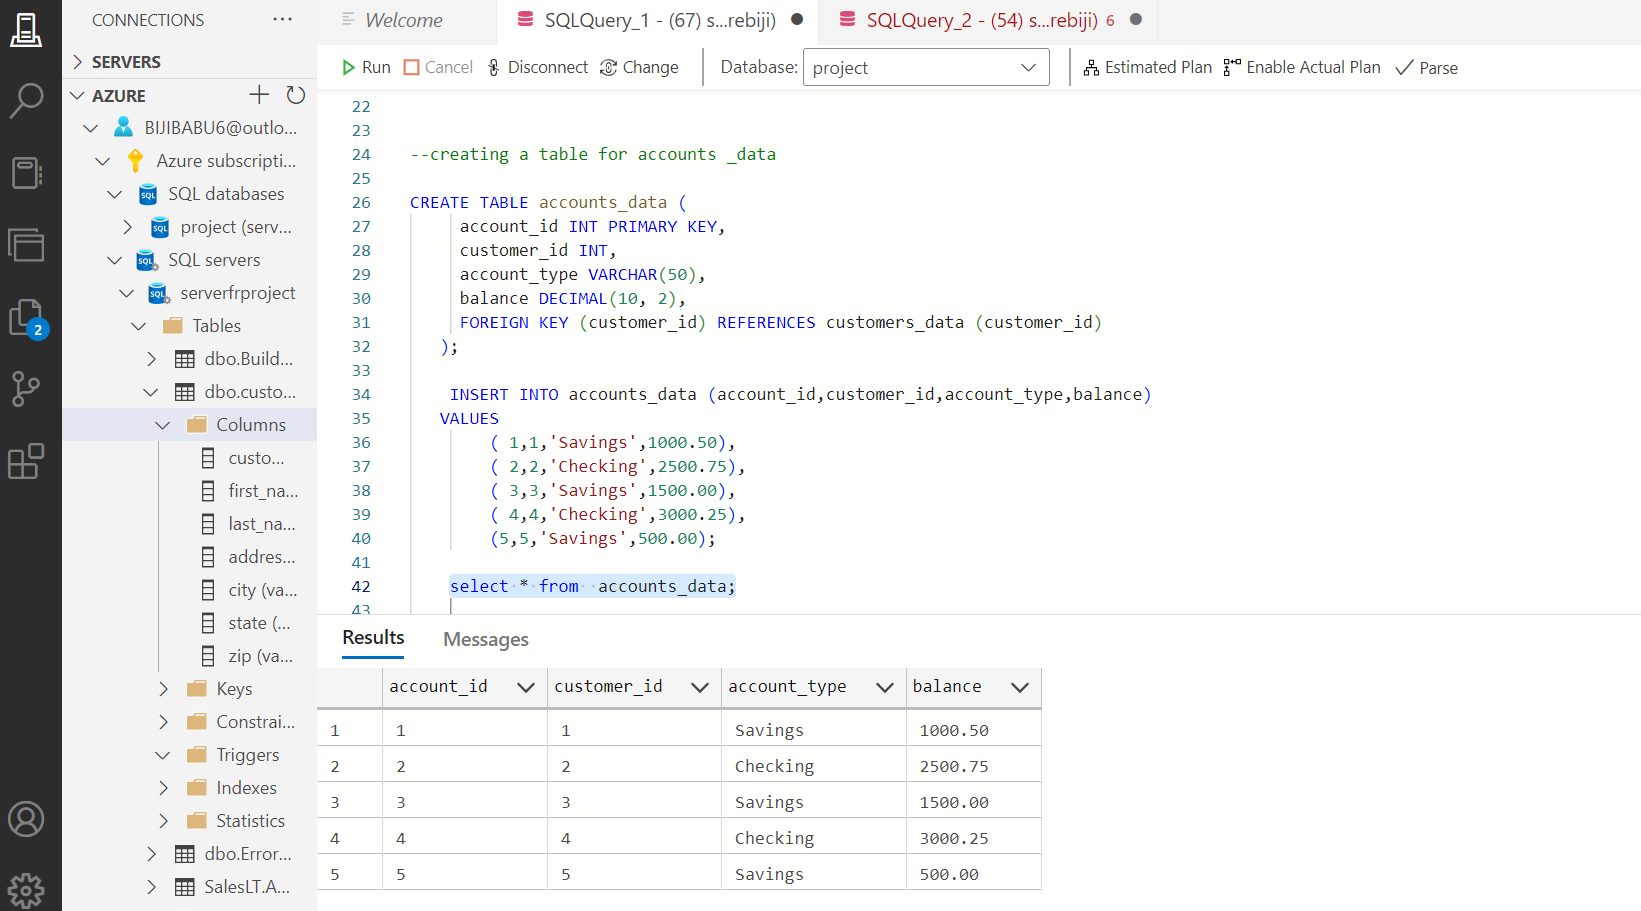 CONNECTIONS ···
SERVERS
AZURE
BIJIBABU6@outlo...
Azure subscripti...
SQL databases
project (serv...
SQL servers
serverfrproject
Tables
dbo.Build...
dbo.custo...
Columns
custo...
first_na...
last_na...
addres...
city (va...
state (...
zip (va...
Keys
Constrai...
Triggers
Indexes
Statistics
dbo.Error...
SalesLT.A...
2
SQL
SQL
SQL
SQL
Welcome SQLQuery_1 - (67) s...rebiji) SQLQuery_2 - (54) s...rebiji) 6
Run Cancel Disconnect Change Database: project Estimated Plan Enable Actual Plan Parse
22
23
24 --creating a table for accounts _data
25
26 CREATE TABLE accounts_data (
27 account_id INT PRIMARY KEY,
28 customer_id INT,
29 account_type VARCHAR(50),
30 balance DECIMAL(10, 2),
31 FOREIGN KEY (customer_id) REFERENCES customers_data (customer_id)
32 );
33
34 INSERT INTO accounts_data (account_id,customer_id,account_type,balance)
35 VALUES
36 ( 1,1,'Savings',1000.50),
37 ( 2,2,'Checking',2500.75),
38 ( 3,3,'Savings',1500.00),
39 ( 4,4,'Checking',3000.25),
40 (5,5,'Savings',500.00);
41
42 select * from accounts_data;
43
Results Messages
account_id customer_id account_type balance
1 1 1 Savings 1000.50
2 2 2 Checking 2500.75
3 3 3 Savings 1500.00
4 4 4 Checking 3000.25
5 5 5 Savings 500.00